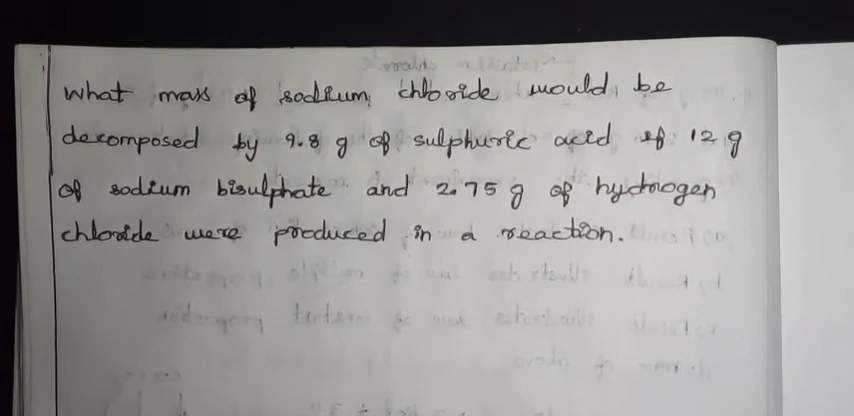 What mass of sodium chloride would be
decomposed by 9.8 g of sulphuric acid if 12 g
of sodium bisulphate and 2.75 g of hydrogen
chloride were produced in a reaction.